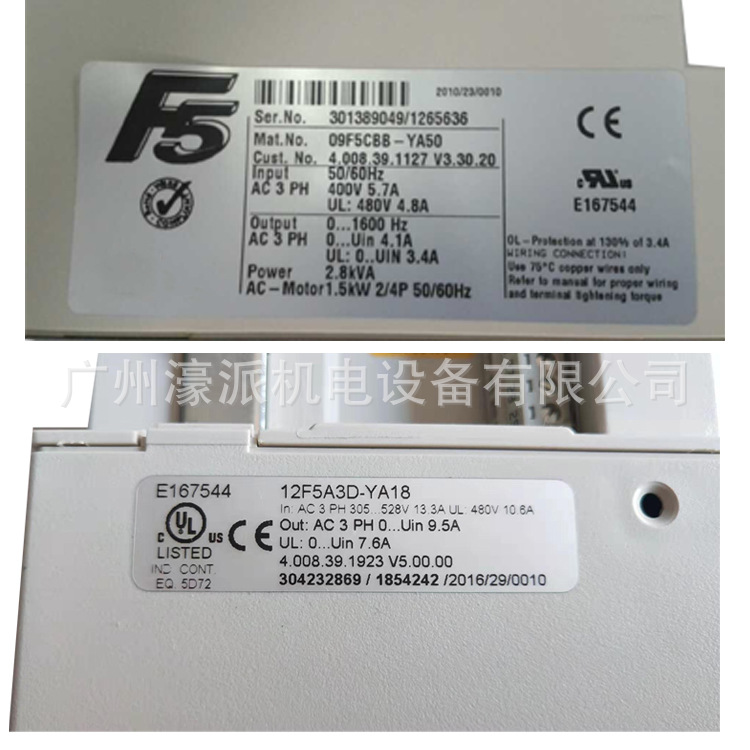 F5
2010/23/0010
Ser.No. 301389049/1265636
Mat.No. 09F5CBB-YA50
Cust. No. 4.008.39.1127 V3.30.20
Input 50/60Hz
AC 3 PH 400V 5.7A
UL: 480V 4.8A
Output 0...1600 Hz
AC 3 PH 0...Uin 4.1A
UL: 0...UIN 3.4A
Power 2.8kVA
AC-Motor 1.5kW 2/4P 50/60Hz
CE
c UR us
E167544
OL-Protection at 130% of 3.4A
WIRING CONNECTION:
Use 75°C copper wires only
Refer to manual for proper wiring
and terminal tightening torque
广州濠派机电设备有限公司
E167544
c UL us
LISTED
IND. CONT.
EQ. 5D72
CE
12F5A3D-YA18
In: AC 3 PH 305...528V 13.3A UL: 480V 10.6A
Out: AC 3 PH 0...Uin 9.5A
UL: 0...Uin 7.6A
4.008.39.1923 V5.00.00
304232869 / 1854242 /2016/29/0010